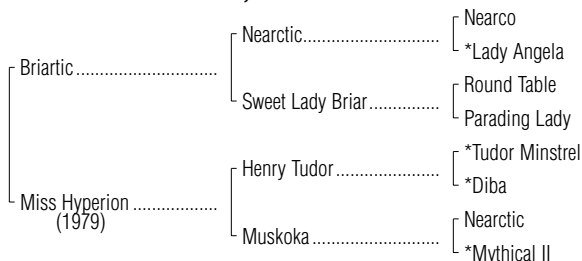 Nearco
Nearctic
*Lady Angela
Briartic
Round Table
Sweet Lady Briar
Parading Lady
*Tudor Minstrel
Henry Tudor
*Diba
Miss Hyperion
(1979)
Nearctic
Muskoka
*Mythical II